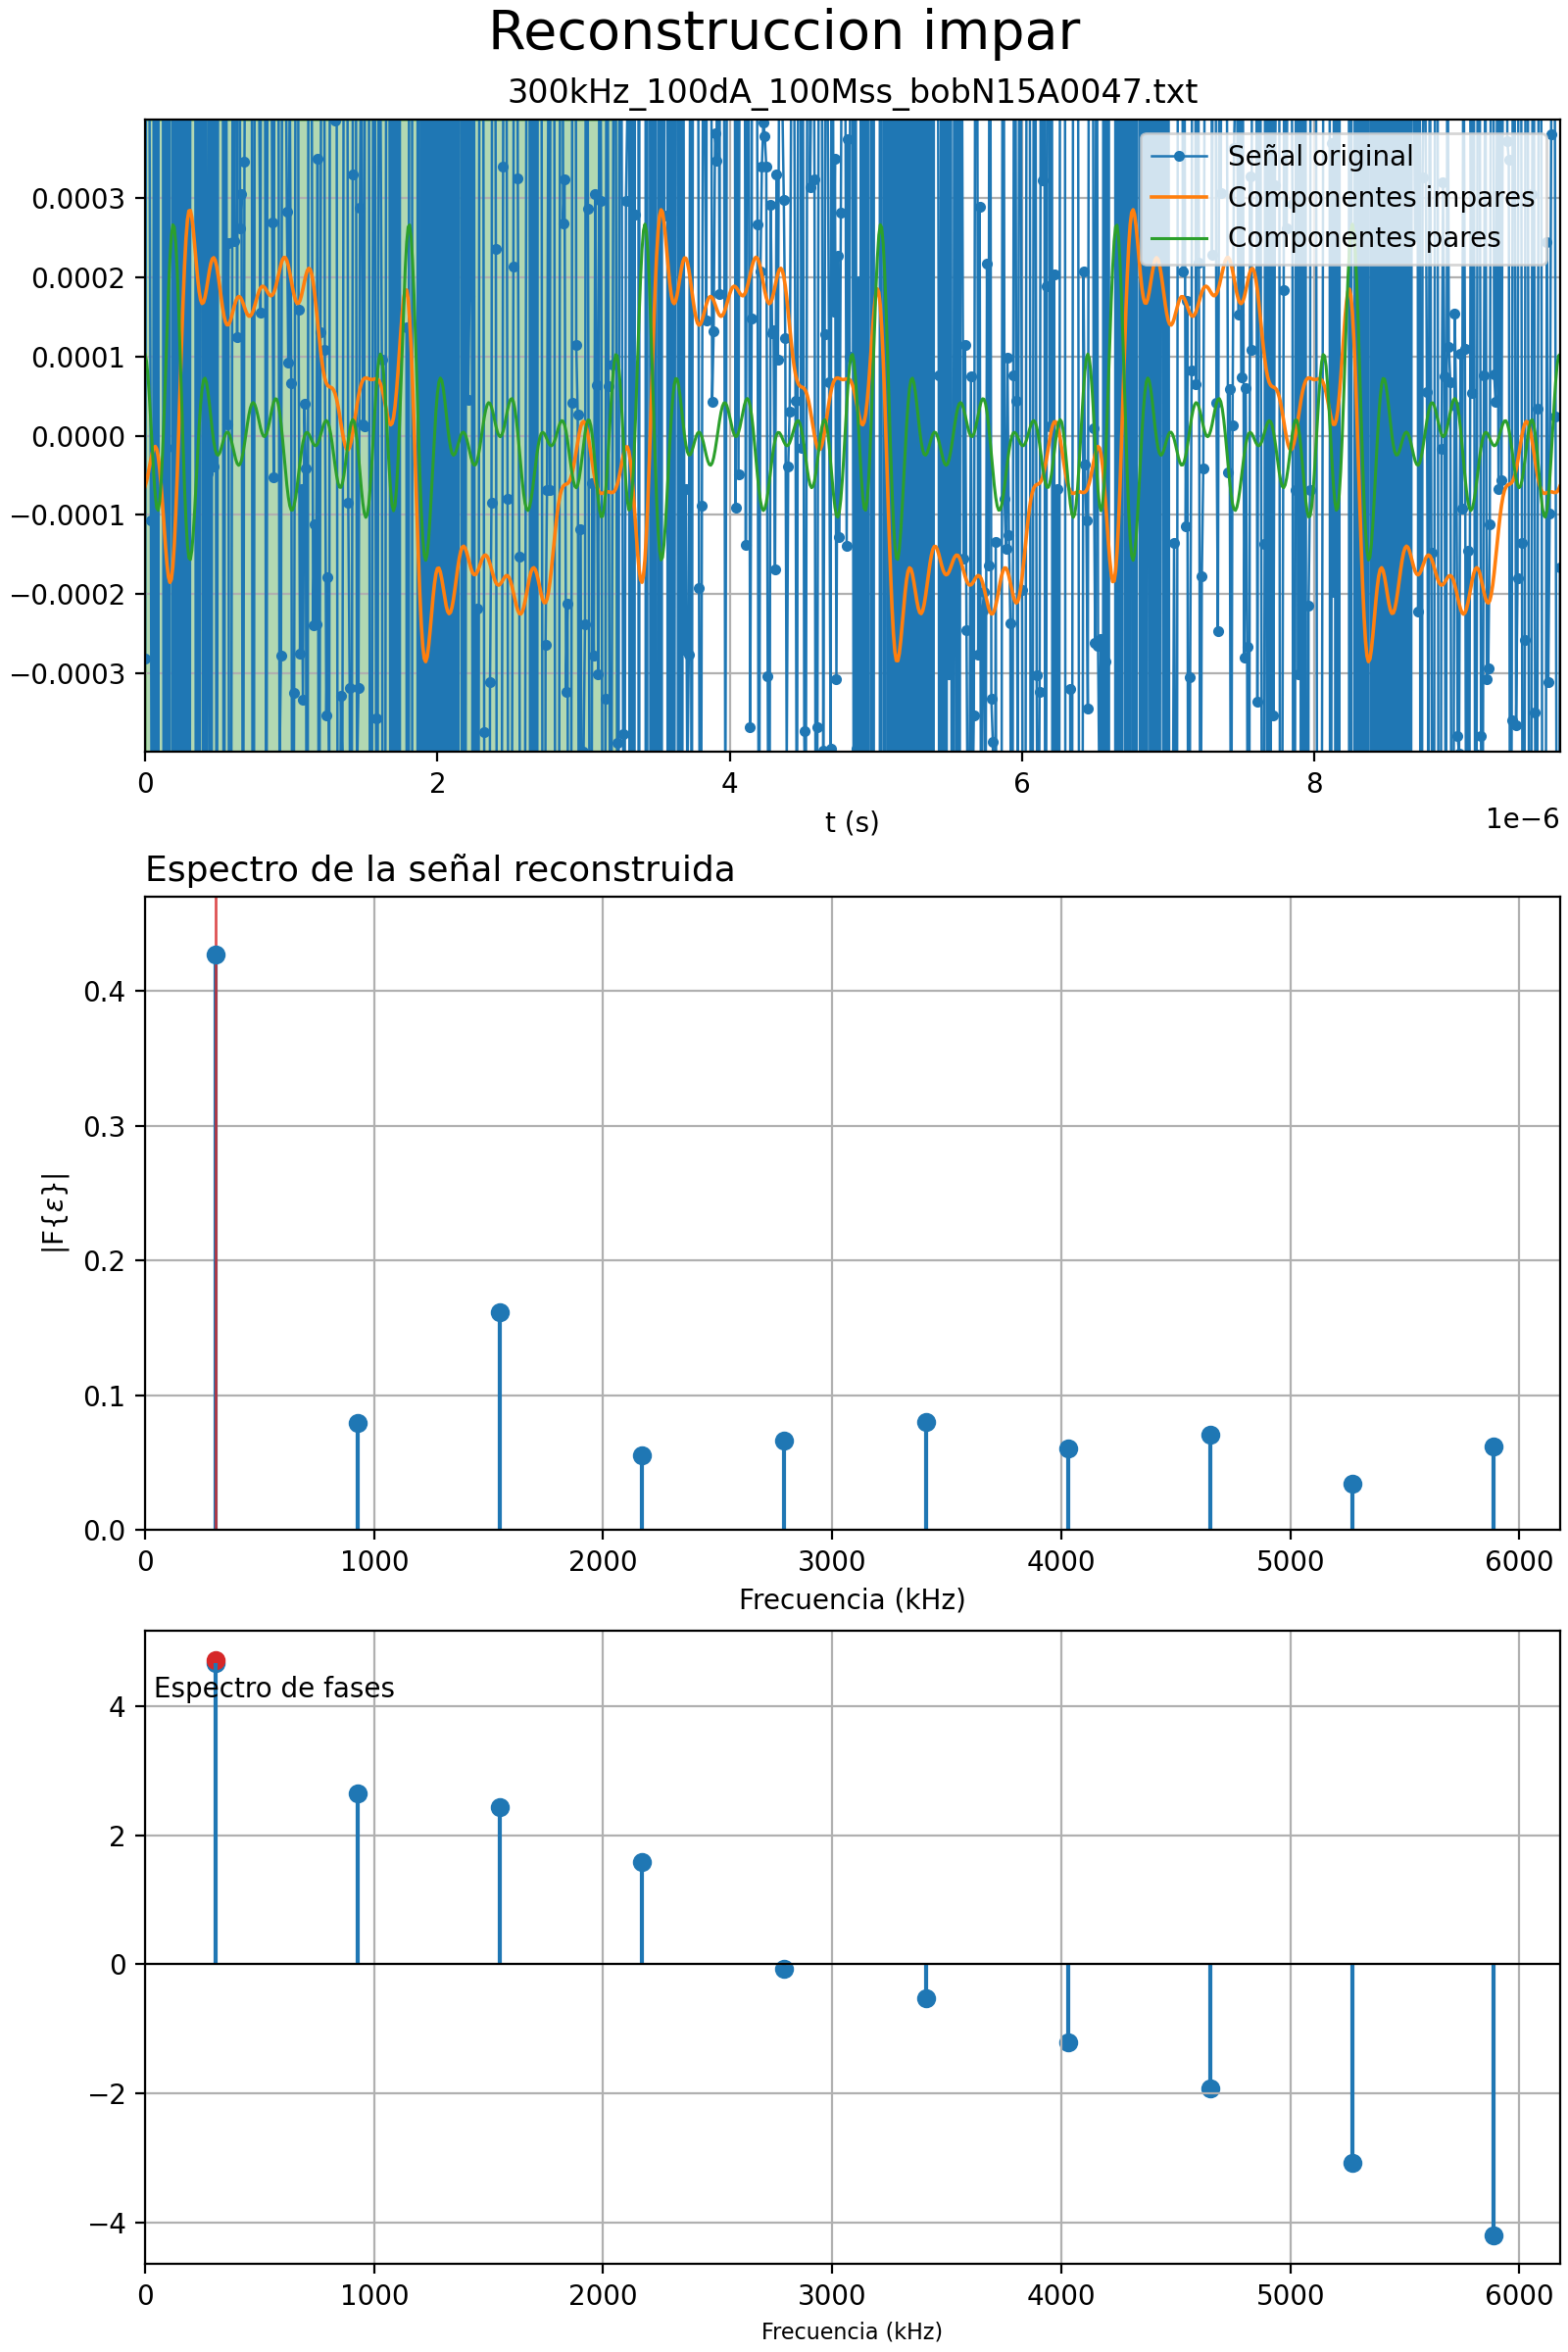 Reconstruccion impar
300kHz_100dA_100Mss_bobN15A0047.txt
Señal original
Componentes impares
Componentes pares
0.0003
0.0002
0.0001
0.0000
−0.0001
−0.0002
−0.0003
0 2 4 6 8
1e−6
t (s)
Espectro de la señal reconstruida
|F{ε}|
0.4
0.3
0.2
0.1
0.0
0 1000 2000 3000 4000 5000 6000
Frecuencia (kHz)
Espectro de fases
4
2
0
−2
−4
0 1000 2000 3000 4000 5000 6000
Frecuencia (kHz)